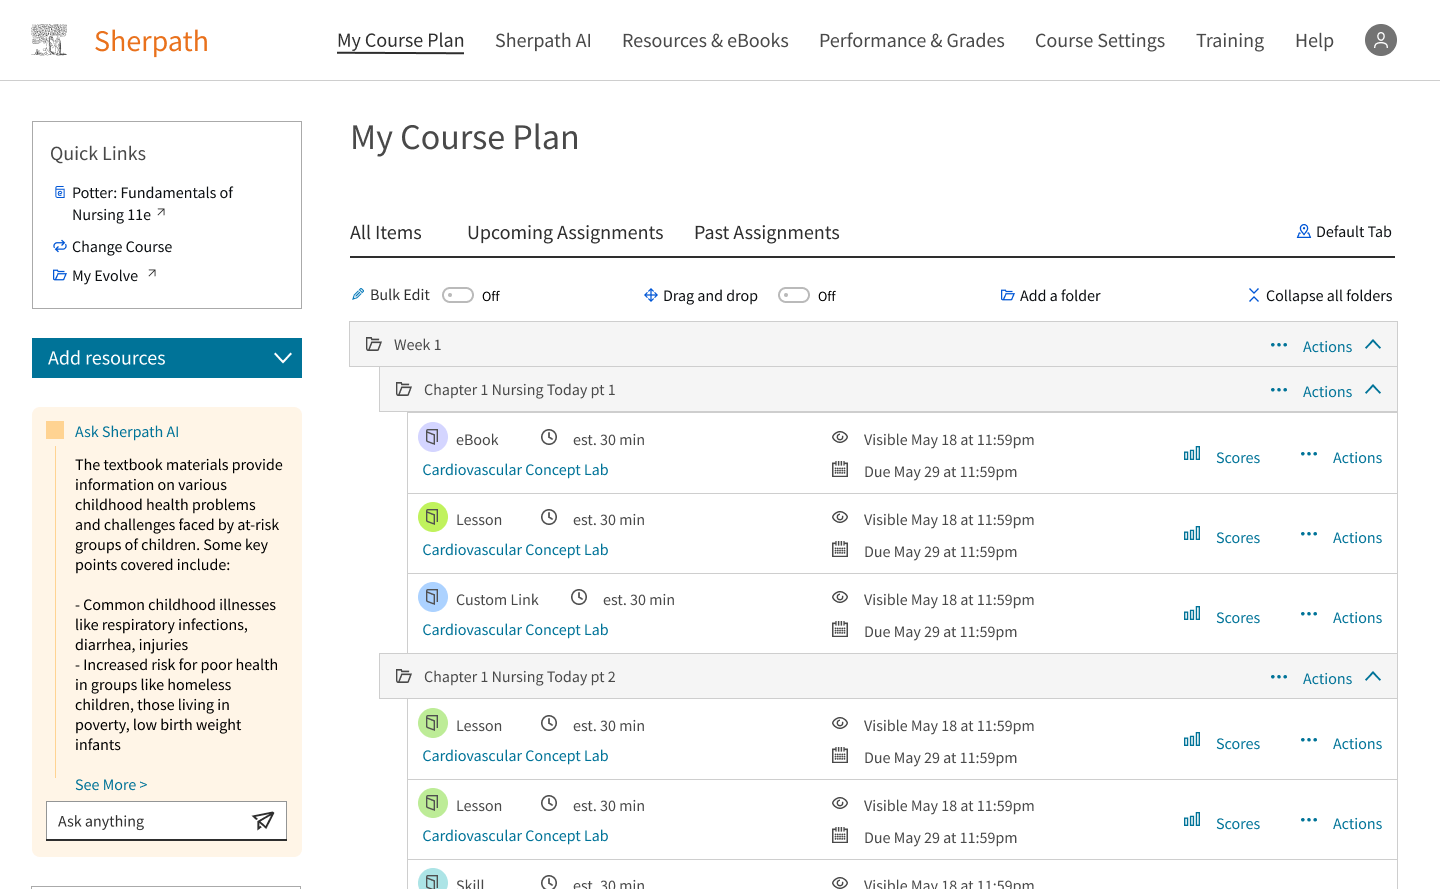 Sherpath
My Course Plan
Sherpath AI
Resources & eBooks
Performance & Grades
Course Settings
Training
Help
Quick Links
Potter: Fundamentals of
Nursing 11e
Change Course
My Evolve
Add resources
Ask Sherpath AI
The textbook materials provide
information on various
childhood health problems
and challenges faced by at-risk
groups of children. Some key
points covered include:
- Common childhood illnesses
like respiratory infections,
diarrhea, injuries
- Increased risk for poor health
in groups like homeless
children, those living in
poverty, low birth weight
infants
See More >
Ask anything
My Course Plan
All Items
Upcoming Assignments
Past Assignments
Default Tab
Bulk Edit
Off
Drag and drop
Off
Add a folder
Collapse all folders
Week 1
Actions
Chapter 1 Nursing Today pt 1
Actions
eBook
est. 30 min
Visible May 18 at 11:59pm
Cardiovascular Concept Lab
Due May 29 at 11:59pm
Scores
Actions
Lesson
est. 30 min
Visible May 18 at 11:59pm
Cardiovascular Concept Lab
Due May 29 at 11:59pm
Scores
Actions
Custom Link
est. 30 min
Visible May 18 at 11:59pm
Cardiovascular Concept Lab
Due May 29 at 11:59pm
Scores
Actions
Chapter 1 Nursing Today pt 2
Actions
Lesson
est. 30 min
Visible May 18 at 11:59pm
Cardiovascular Concept Lab
Due May 29 at 11:59pm
Scores
Actions
Lesson
est. 30 min
Visible May 18 at 11:59pm
Cardiovascular Concept Lab
Due May 29 at 11:59pm
Scores
Actions
Skill
est. 30 min
Visible May 18 at 11:59pm